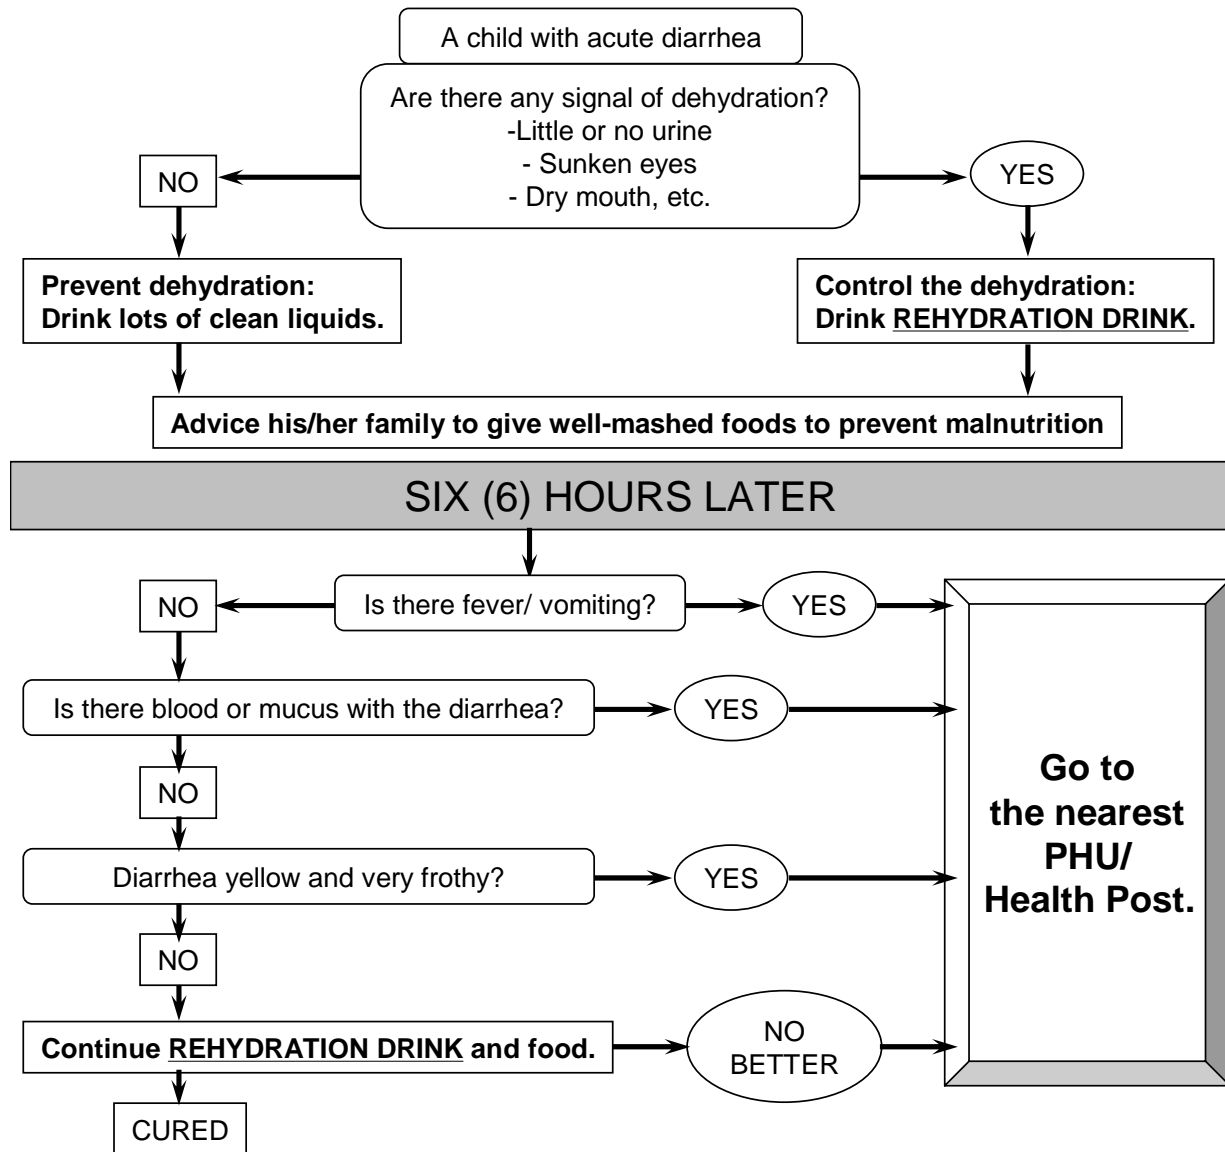 A child with acute diarrhea
Are there any signal of dehydration?
-Little or no urine
- Sunken eyes
- Dry mouth, etc.
NO
YES
Prevent dehydration:
Drink lots of clean liquids.
Control the dehydration:
Drink REHYDRATION DRINK.
Advice his/her family to give well-mashed foods to prevent malnutrition
SIX (6) HOURS LATER
Is there fever/ vomiting?
NO
YES
Is there blood or mucus with the diarrhea?
YES
NO
Diarrhea yellow and very frothy?
YES
NO
Continue REHYDRATION DRINK and food.
NO
BETTER
CURED
Go to
the nearest
PHU/
Health Post.